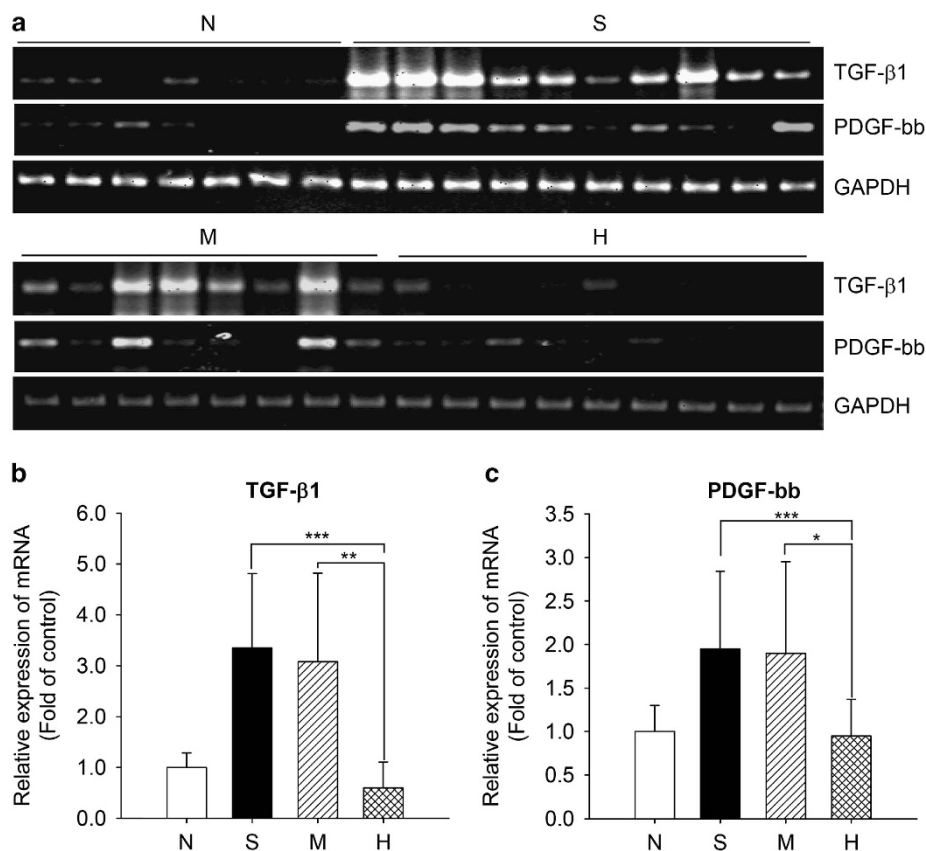 a
N S
TGF-β1
PDGF-bb
GAPDH
M H
TGF-β1
PDGF-bb
GAPDH
b
TGF-β1
Relative expression of mRNA
(Fold of control)
6.0
5.0
4.0
3.0
2.0
1.0
0.0
***
**
N S M H
c
PDGF-bb
Relative expression of mRNA
(Fold of control)
3.5
3.0
2.5
2.0
1.5
1.0
0.5
0.0
***
*
N S M H